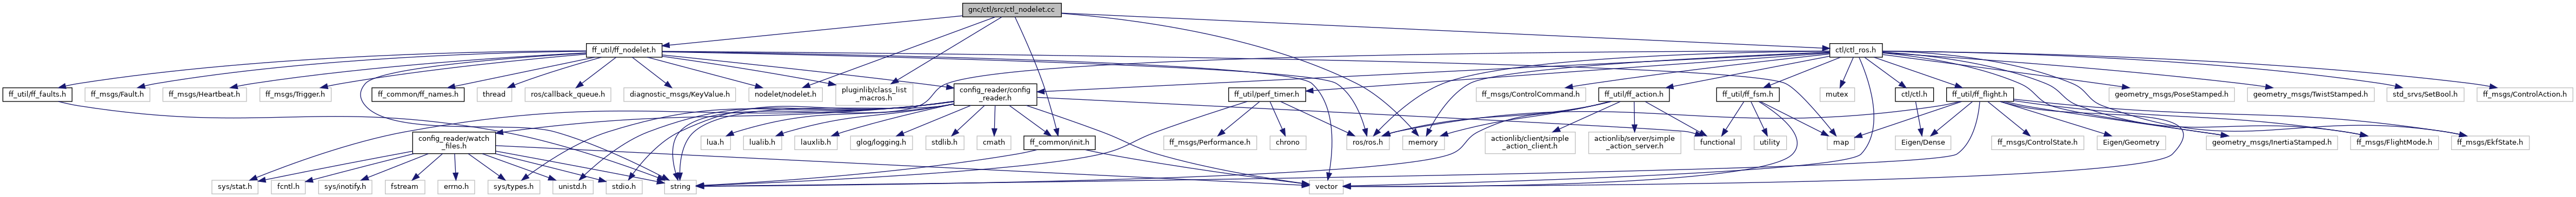 gnc/ctl/src/ctl_nodelet.cc
ff_util/ff_nodelet.h
ctl/ctl_ros.h
ff_util/ff_faults.h
ff_msgs/Fault.h
ff_msgs/Heartbeat.h
ff_msgs/Trigger.h
ff_common/ff_names.h
thread
ros/callback_queue.h
diagnostic_msgs/KeyValue.h
nodelet/nodelet.h
pluginlib/class_list
_macros.h
config_reader/config
_reader.h
ff_util/perf_timer.h
ff_msgs/ControlCommand.h
ff_util/ff_action.h
ff_util/ff_fsm.h
mutex
ctl/ctl.h
ff_util/ff_flight.h
geometry_msgs/PoseStamped.h
geometry_msgs/TwistStamped.h
std_srvs/SetBool.h
ff_msgs/ControlAction.h
config_reader/watch
_files.h
lua.h
lualib.h
lauxlib.h
glog/logging.h
stdlib.h
cmath
ff_common/init.h
ff_msgs/Performance.h
chrono
ros/ros.h
memory
actionlib/client/simple
_action_client.h
actionlib/server/simple
_action_server.h
functional
utility
map
Eigen/Dense
ff_msgs/ControlState.h
Eigen/Geometry
geometry_msgs/InertiaStamped.h
ff_msgs/FlightMode.h
ff_msgs/EkfState.h
sys/stat.h
fcntl.h
sys/inotify.h
fstream
errno.h
sys/types.h
unistd.h
stdio.h
string
vector